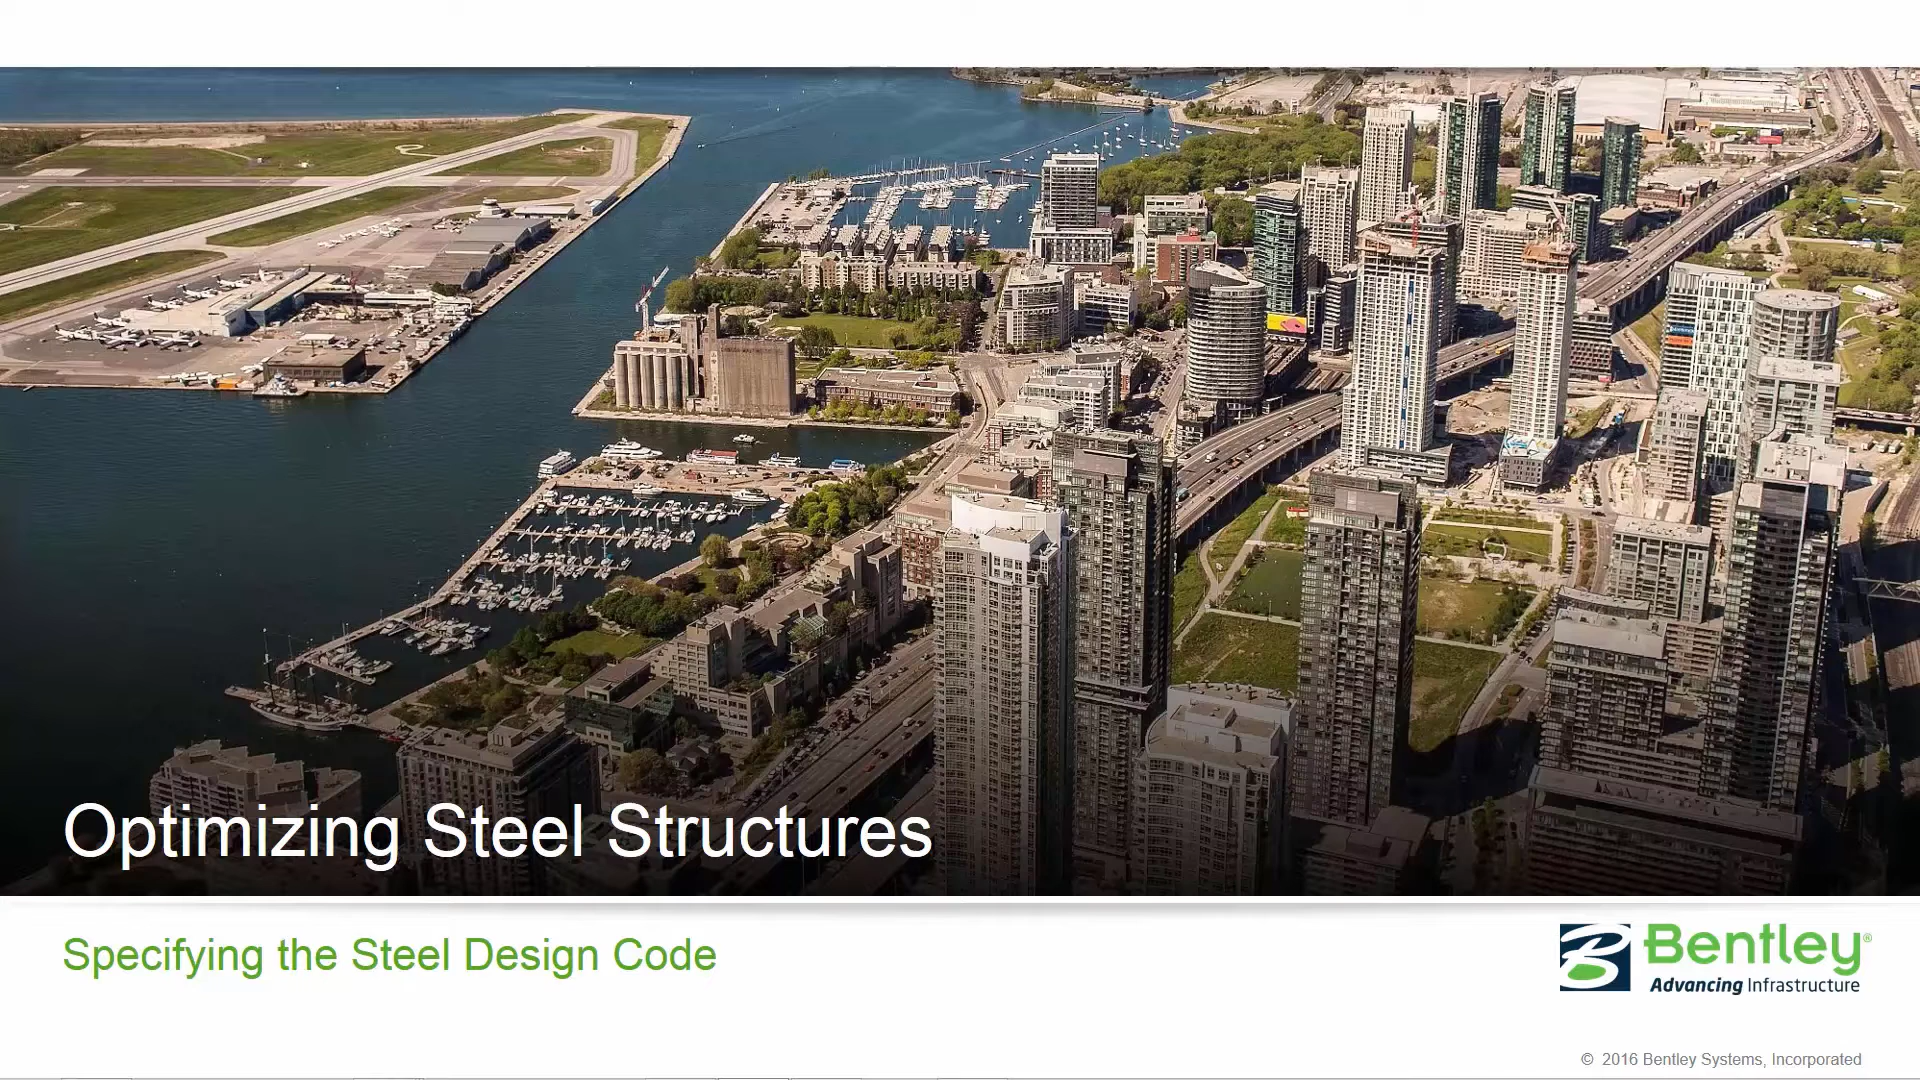 Optimizing Steel Structures
Specifying the Steel Design Code
Bentley®
Advancing Infrastructure
© 2016 Bentley Systems, Incorporated